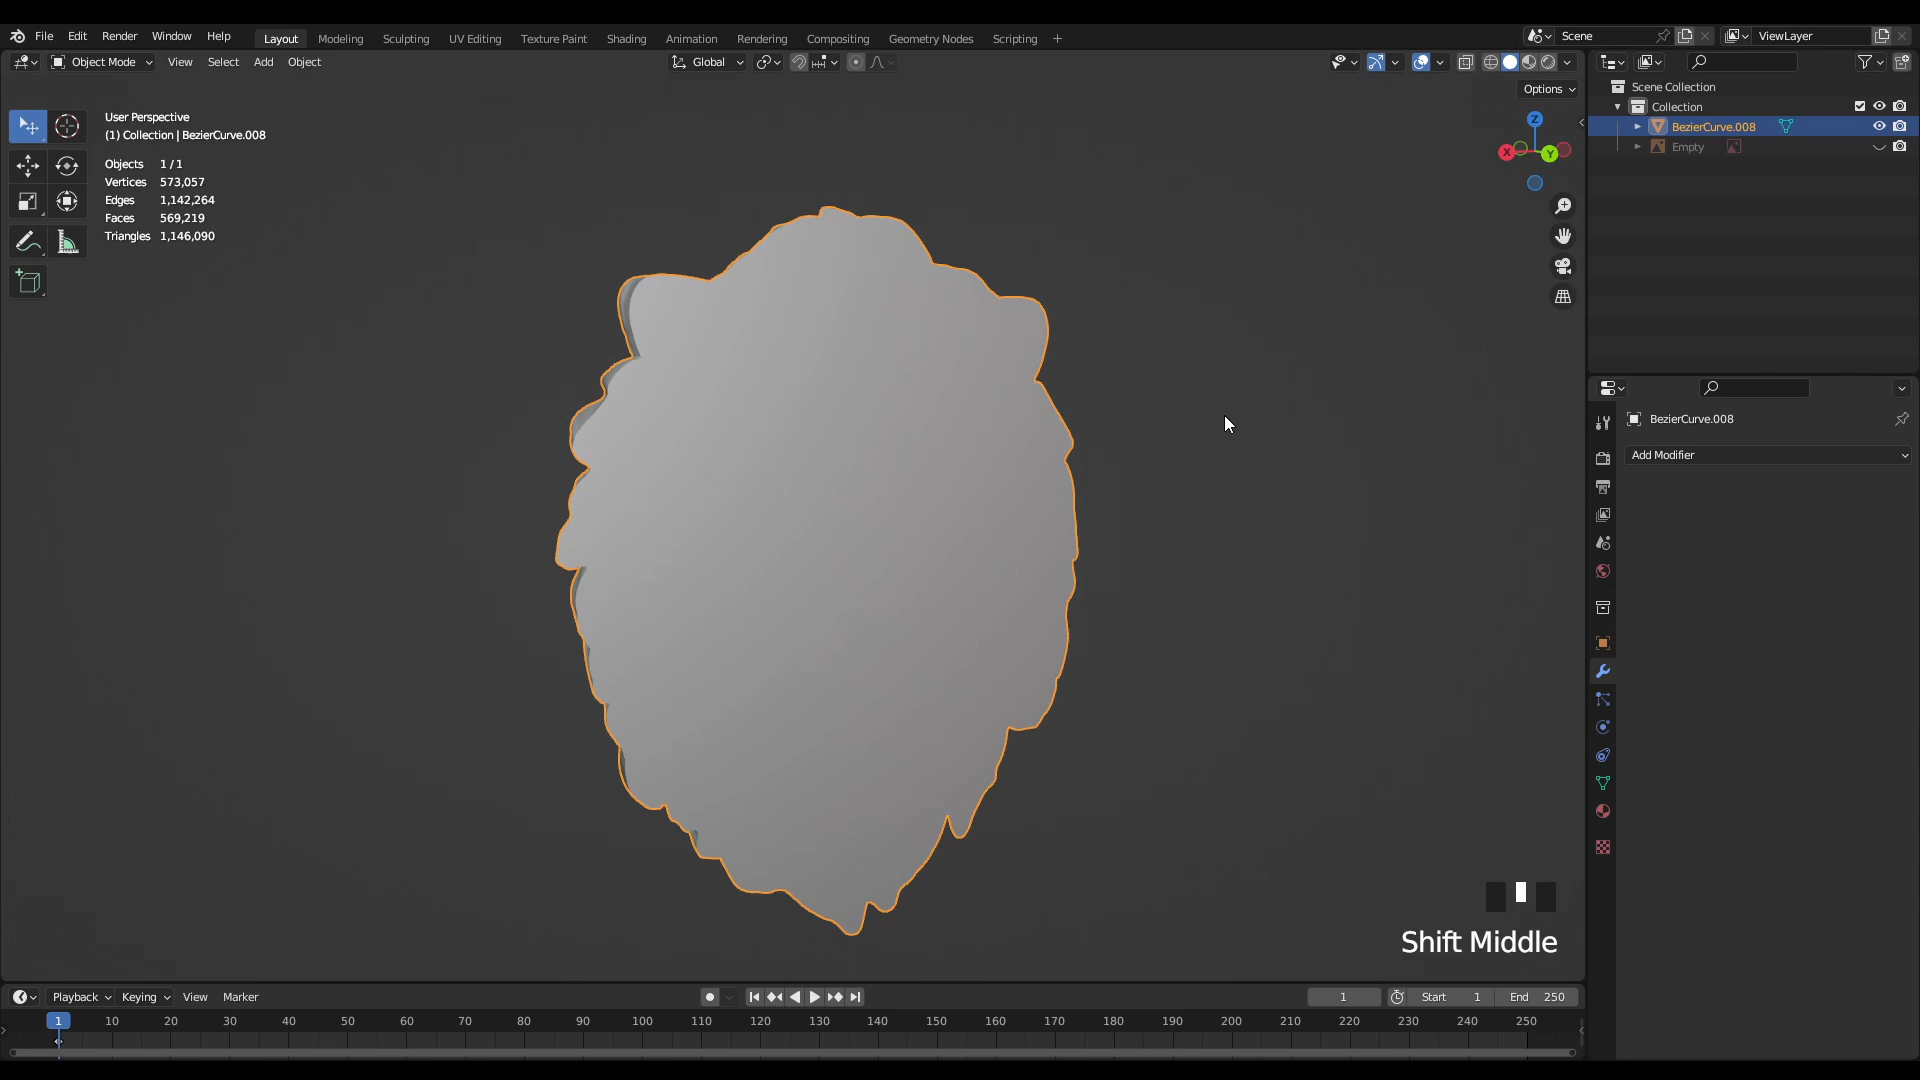 File Edit Render Window Help Layout Modeling Sculpting UV Editing Texture Paint Shading Animation Rendering Compositing Geometry Nodes Scripting + Scene ViewLayer
Object Mode View Select Add Object Global
Options
User Perspective
(1) Collection | BezierCurve.008
Objects 1 / 1
Vertices 573,057
Edges 1,142,264
Faces 569,219
Triangles 1,146,090
Z
X
Y
Scene Collection
Collection
BezierCurve.008
Empty
BezierCurve.008
Add Modifier
Shift Middle
Playback Keying View Marker 1 Start 1 End 250
1 10 20 30 40 50 60 70 80 90 100 110 120 130 140 150 160 170 180 190 200 210 220 230 240 250